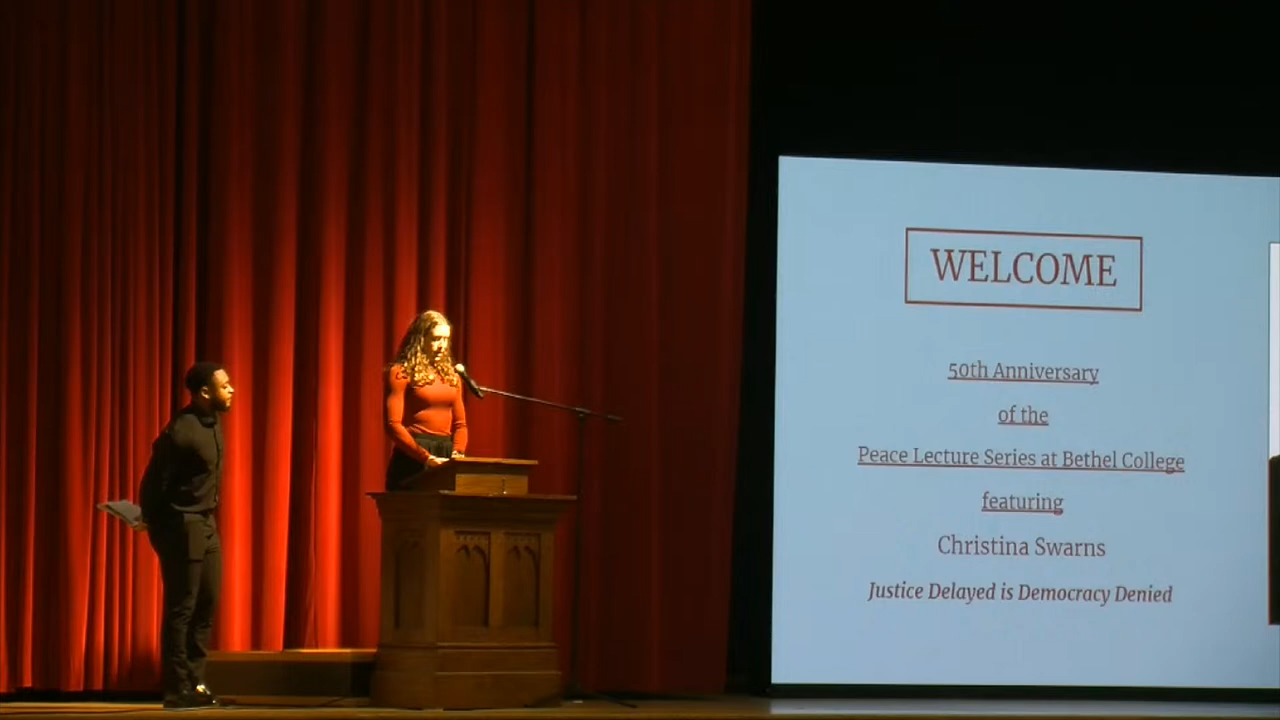 WELCOME
50th Anniversary
of the
Peace Lecture Series at Bethel College
featuring
Christina Swarns
Justice Delayed is Democracy Denied